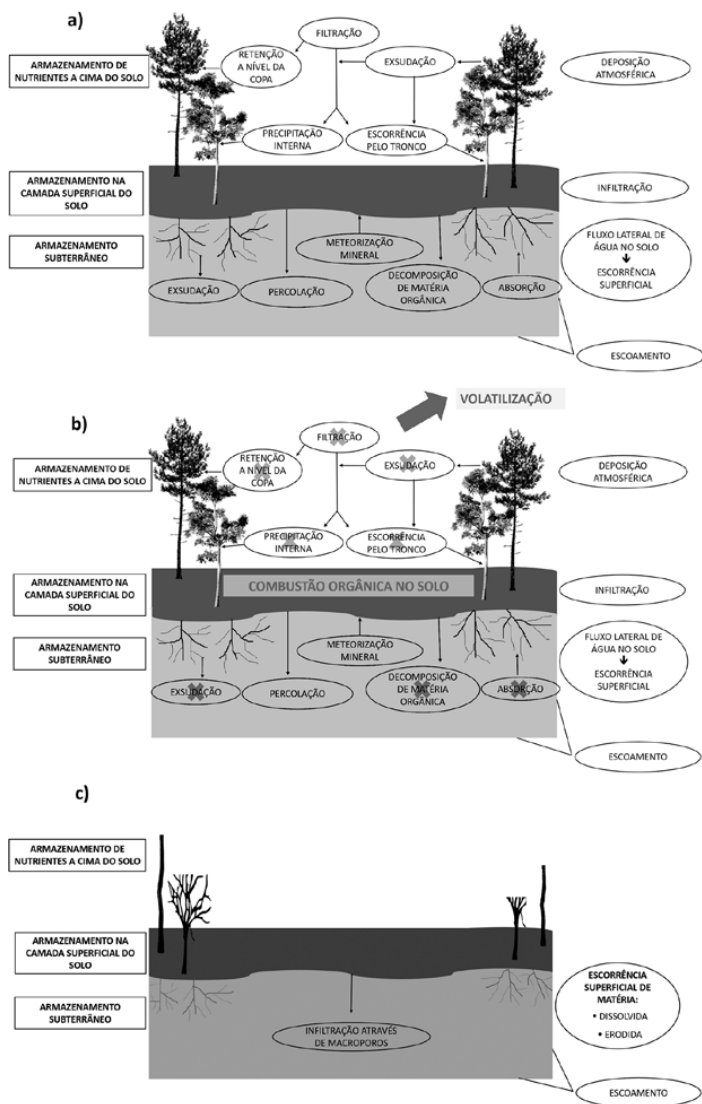 a)
FILTRAÇÃO
ARMAZENAMENTO DE
NUTRIENTES A CIMA DO SOLO
RETENÇÃO
A NÍVEL DA
COPA
EXSUDAÇÃO
DEPOSIÇÃO
ATMOSFÉRICA
PRECIPITAÇÃO
INTERNA
ESCORRÊNCIA
PELO TRONCO
ARMAZENAMENTO NA
CAMADA SUPERFICIAL DO
SOLO
INFILTRAÇÃO
ARMAZENAMENTO
SUBTERRÂNEO
METEORIZAÇÃO
MINERAL
FLUXO LATERAL DE
ÁGUA NO SOLO
ESCORRÊNCIA
SUPERFICIAL
EXSUDAÇÃO
PERCOLAÇÃO
DECOMPOSIÇÃO
DE MATÉRIA
ORGÂNICA
ABSORÇÃO
ESCOAMENTO
b)
VOLATILIZAÇÃO
FILTRAÇÃO
ARMAZENAMENTO DE
NUTRIENTES A CIMA DO SOLO
RETENÇÃO
A NÍVEL DA
COPA
EXSUDAÇÃO
DEPOSIÇÃO
ATMOSFÉRICA
PRECIPITAÇÃO
INTERNA
ESCORRÊNCIA
PELO TRONCO
ARMAZENAMENTO NA
CAMADA SUPERFICIAL DO
SOLO
COMBUSTÃO ORGÂNICA NO SOLO
INFILTRAÇÃO
ARMAZENAMENTO
SUBTERRÂNEO
METEORIZAÇÃO
MINERAL
FLUXO LATERAL DE
ÁGUA NO SOLO
ESCORRÊNCIA
SUPERFICIAL
EXSUDAÇÃO
PERCOLAÇÃO
DECOMPOSIÇÃO
DE MATÉRIA
ORGÂNICA
ABSORÇÃO
ESCOAMENTO
c)
ARMAZENAMENTO DE
NUTRIENTES A CIMA DO SOLO
ARMAZENAMENTO NA
CAMADA SUPERFICIAL DO
SOLO
ARMAZENAMENTO
SUBTERRÂNEO
INFILTRAÇÃO ATRAVÉS
DE MACROPOROS
ESCORRÊNCIA
SUPERFICIAL DE
MATÉRIA:
• DISSOLVIDA
• ERODIDA
ESCOAMENTO